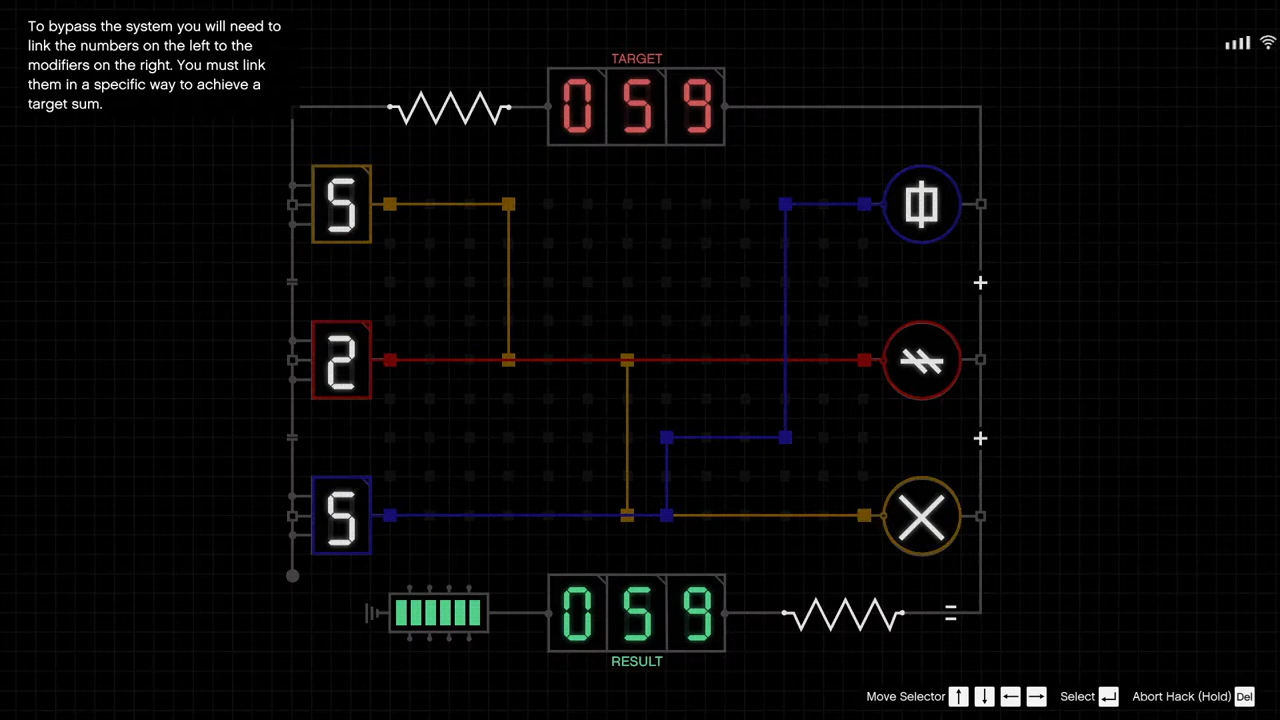 To bypass the system you will need to
link the numbers on the left to the
modifiers on the right. You must link
them in a specific way to achieve a
target sum.
TARGET
059
5
2
5
+
+
=
059
RESULT
Move Selector ↑ ↓ ← → Select ↵ Abort Hack (Hold) Del